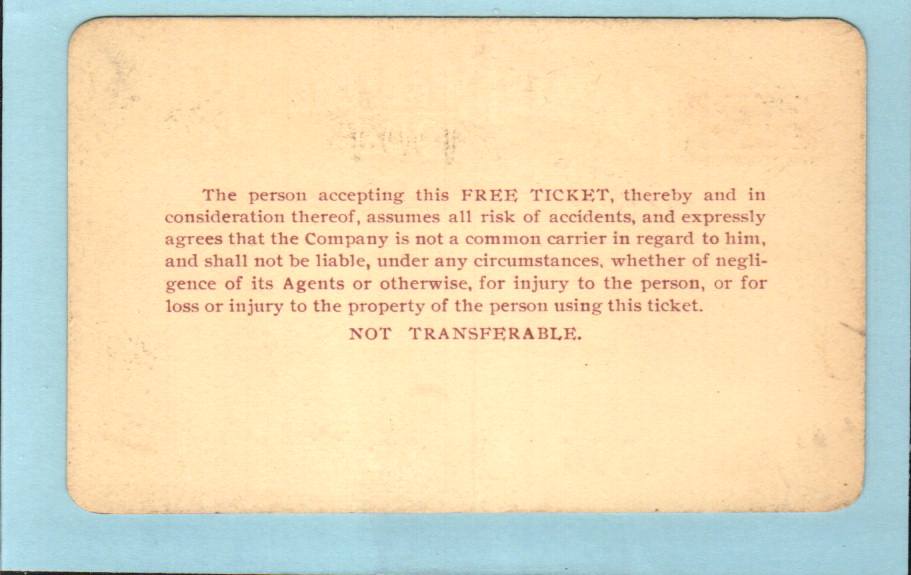 The person accepting this FREE TICKET, thereby and in
consideration thereof, assumes all risk of accidents, and expressly
agrees that the Company is not a common carrier in regard to him,
and shall not be liable, under any circumstances, whether of negli-
gence of its Agents or otherwise, for injury to the person, or for
loss or injury to the property of the person using this ticket.
NOT TRANSFERABLE.